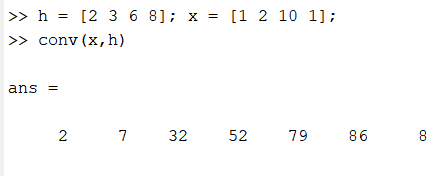 >> h = [2 3 6 8]; x = [1 2 10 1];
>> conv(x,h)
ans =
2 7 32 52 79 86 8